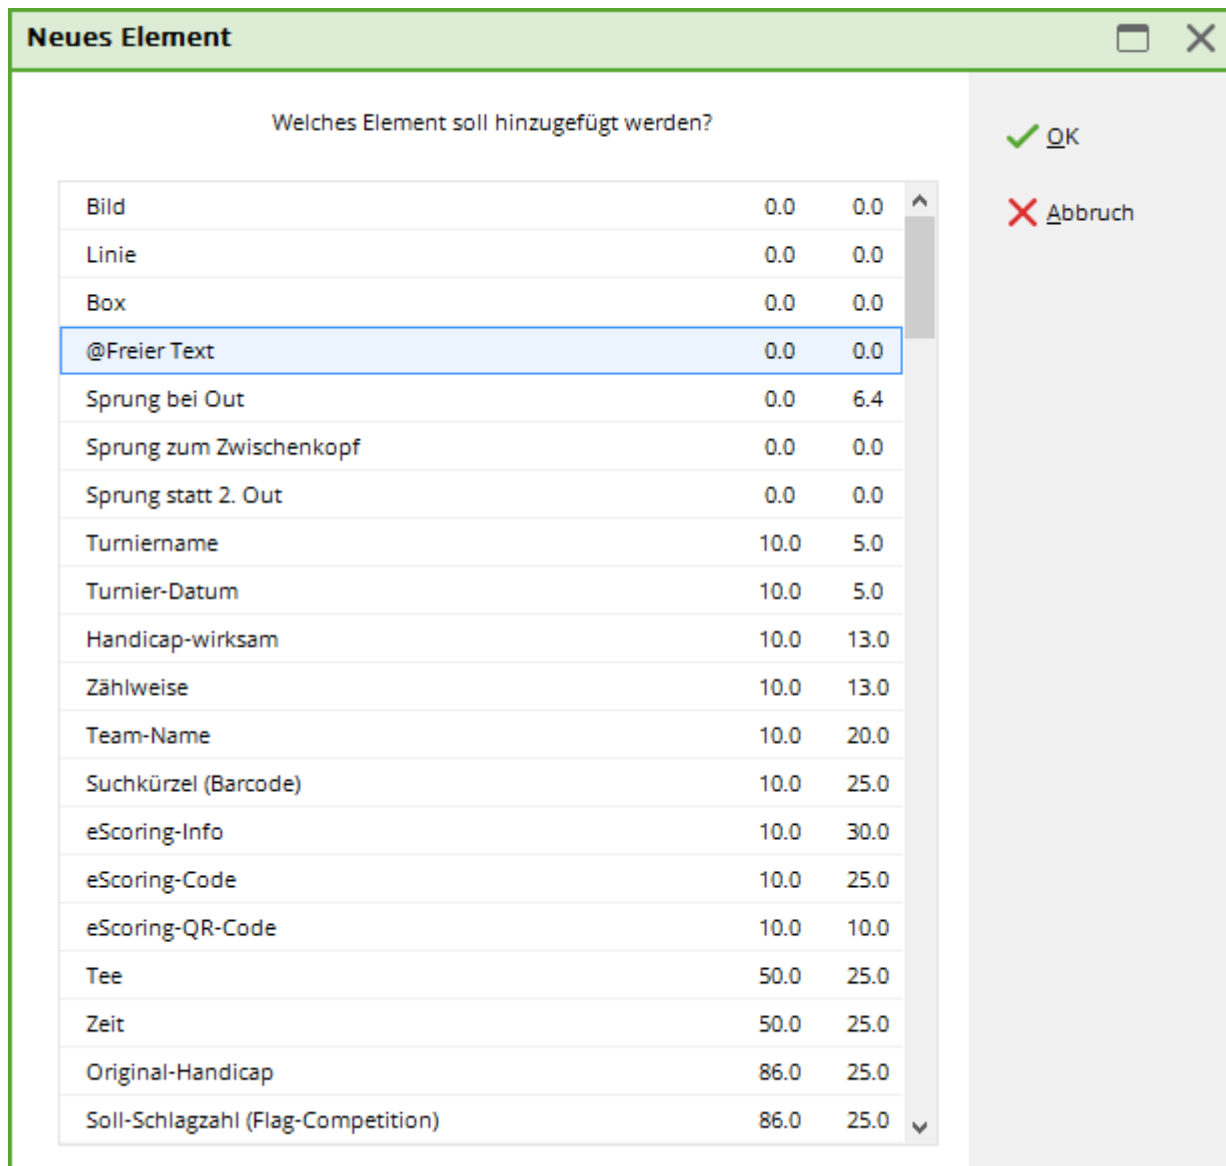 Neues Element
Welches Element soll hinzugefügt werden?
OK
Abbruch
Bild 0.0 0.0
Linie 0.0 0.0
Box 0.0 0.0
@Freier Text 0.0 0.0
Sprung bei Out 0.0 6.4
Sprung zum Zwischenkopf 0.0 0.0
Sprung statt 2. Out 0.0 0.0
Turniername 10.0 5.0
Turnier-Datum 10.0 5.0
Handicap-wirksam 10.0 13.0
Zählweise 10.0 13.0
Team-Name 10.0 20.0
Suchkürzel (Barcode) 10.0 25.0
eScoring-Info 10.0 30.0
eScoring-Code 10.0 25.0
eScoring-QR-Code 10.0 10.0
Tee 50.0 25.0
Zeit 50.0 25.0
Original-Handicap 86.0 25.0
Soll-Schlagzahl (Flag-Competition) 86.0 25.0